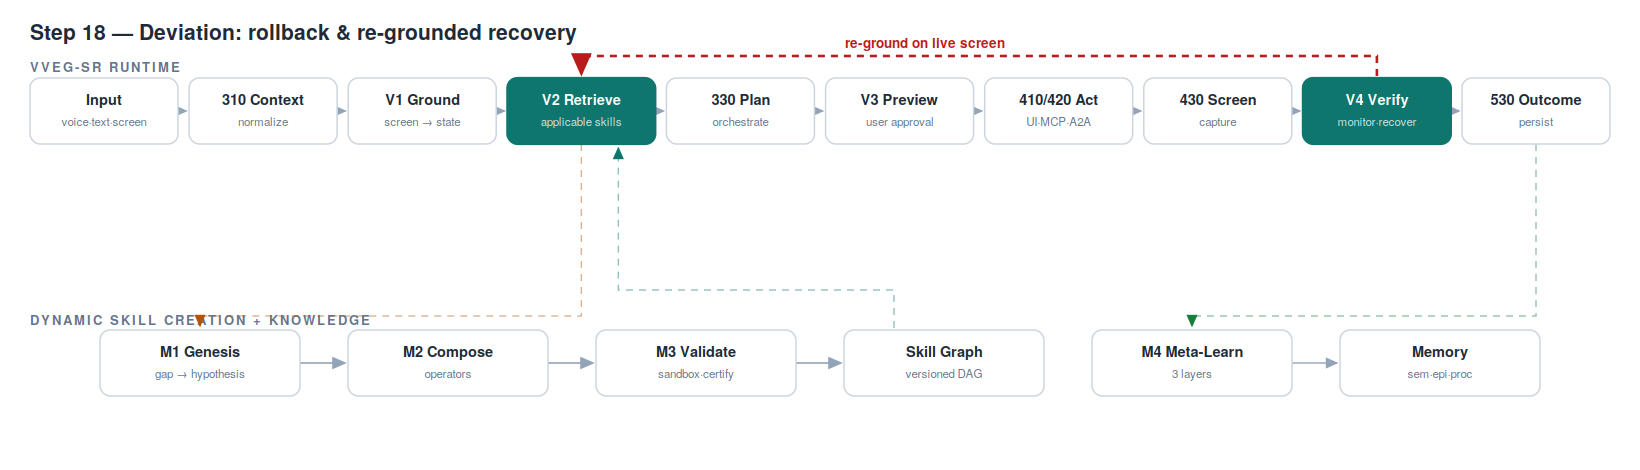 Step 18 — Deviation: rollback & re-grounded recovery
re-ground on live screen
VVEG-SR RUNTIME
Input
voice·text·screen
310 Context
normalize
V1 Ground
screen → state
V2 Retrieve
applicable skills
330 Plan
orchestrate
V3 Preview
user approval
410/420 Act
UI·MCP·A2A
430 Screen
capture
V4 Verify
monitor·recover
530 Outcome
persist
DYNAMIC SKILL CREATION + KNOWLEDGE
M1 Genesis
gap → hypothesis
M2 Compose
operators
M3 Validate
sandbox·certify
Skill Graph
versioned DAG
M4 Meta-Learn
3 layers
Memory
sem·epi·proc